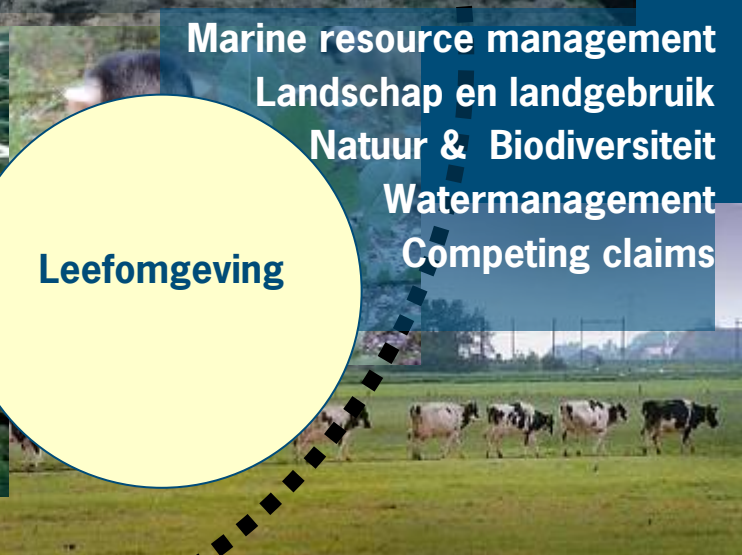 Marine resource management
Landschap en landgebruik
Natuur & Biodiversiteit
Watermanagement
Competing claims
Leefomgeving